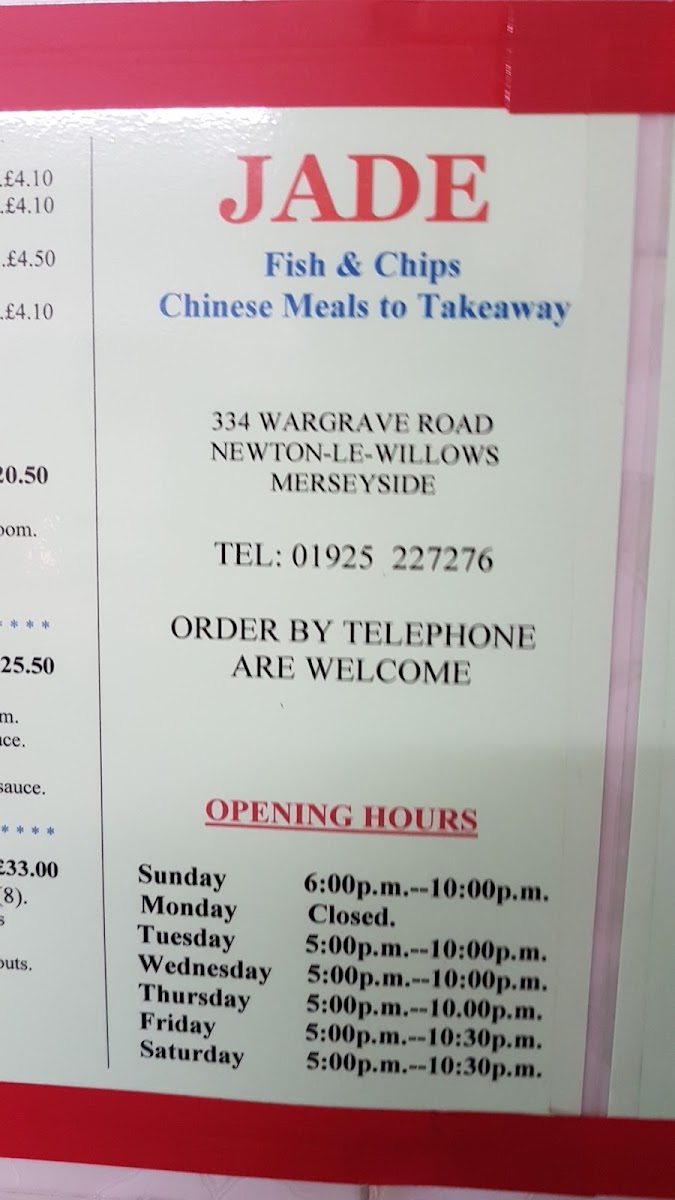 .£4.10
.£4.10
.£4.50
.£4.10
20.50
oom.
* * * *
25.50
m.
uce.
sauce.
* * * *
£33.00
(8).
s
outs.
JADE
Fish & Chips
Chinese Meals to Takeaway
334 WARGRAVE ROAD
NEWTON-LE-WILLOWS
MERSEYSIDE
TEL: 01925 227276
ORDER BY TELEPHONE
ARE WELCOME
OPENING HOURS
Sunday 6:00p.m.--10:00p.m.
Monday Closed.
Tuesday 5:00p.m.--10:00p.m.
Wednesday 5:00p.m.--10:00p.m.
Thursday 5:00p.m.--10.00p.m.
Friday 5:00p.m.--10:30p.m.
Saturday 5:00p.m.--10:30p.m.